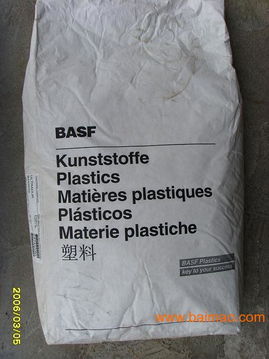 BASF
Kunststoffe
Plastics
Matières plastiques
Plásticos
Materie plastiche
塑料
BASF Plastics
key to your success
2006/03/05